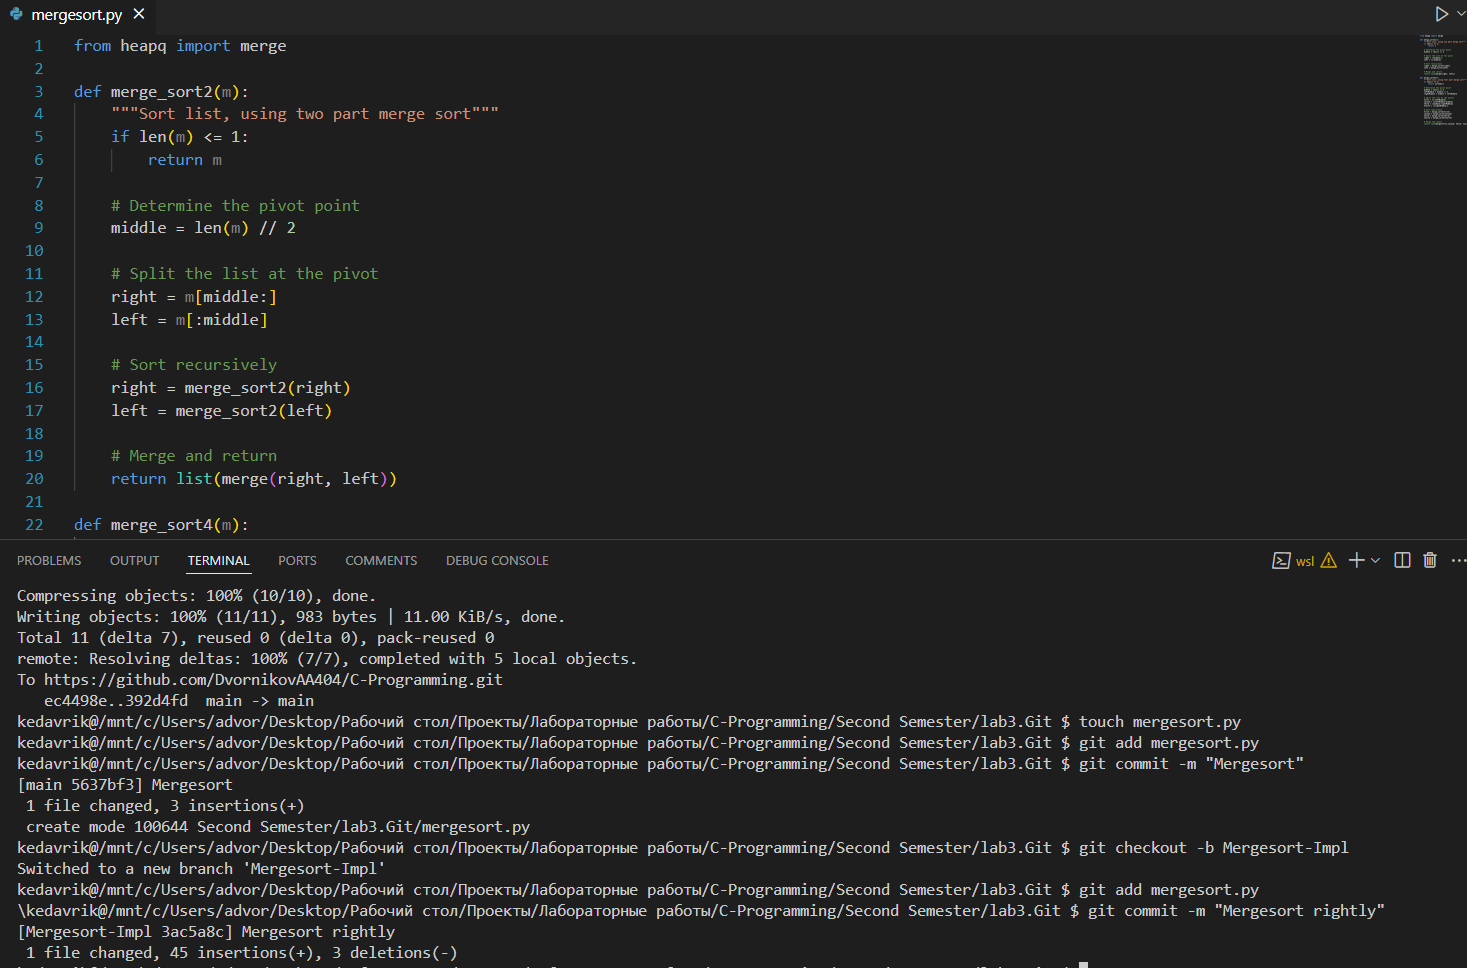 mergesort.py
1 from heapq import merge
2
3 def merge_sort2(m):
4     """Sort list, using two part merge sort"""
5     if len(m) <= 1:
6         return m
7
8     # Determine the pivot point
9     middle = len(m) // 2
10
11     # Split the list at the pivot
12     right = m[middle:]
13     left = m[:middle]
14
15     # Sort recursively
16     right = merge_sort2(right)
17     left = merge_sort2(left)
18
19     # Merge and return
20     return list(merge(right, left))
21
22 def merge_sort4(m):
PROBLEMS OUTPUT TERMINAL PORTS COMMENTS DEBUG CONSOLE wsl
Compressing objects: 100% (10/10), done.
Writing objects: 100% (11/11), 983 bytes | 11.00 KiB/s, done.
Total 11 (delta 7), reused 0 (delta 0), pack-reused 0
remote: Resolving deltas: 100% (7/7), completed with 5 local objects.
To https://github.com/DvornikovAA404/C-Programming.git
   ec4498e..392d4fd  main -> main
kedavrik@/mnt/c/Users/advor/Desktop/Рабочий стол/Проекты/Лабораторные работы/C-Programming/Second Semester/lab3.Git $ touch mergesort.py
kedavrik@/mnt/c/Users/advor/Desktop/Рабочий стол/Проекты/Лабораторные работы/C-Programming/Second Semester/lab3.Git $ git add mergesort.py
kedavrik@/mnt/c/Users/advor/Desktop/Рабочий стол/Проекты/Лабораторные работы/C-Programming/Second Semester/lab3.Git $ git commit -m "Mergesort"
[main 5637bf3] Mergesort
 1 file changed, 3 insertions(+)
 create mode 100644 Second Semester/lab3.Git/mergesort.py
kedavrik@/mnt/c/Users/advor/Desktop/Рабочий стол/Проекты/Лабораторные работы/C-Programming/Second Semester/lab3.Git $ git checkout -b Mergesort-Impl
Switched to a new branch 'Mergesort-Impl'
kedavrik@/mnt/c/Users/advor/Desktop/Рабочий стол/Проекты/Лабораторные работы/C-Programming/Second Semester/lab3.Git $ git add mergesort.py
\kedavrik@/mnt/c/Users/advor/Desktop/Рабочий стол/Проекты/Лабораторные работы/C-Programming/Second Semester/lab3.Git $ git commit -m "Mergesort rightly"
[Mergesort-Impl 3ac5a8c] Mergesort rightly
 1 file changed, 45 insertions(+), 3 deletions(-)